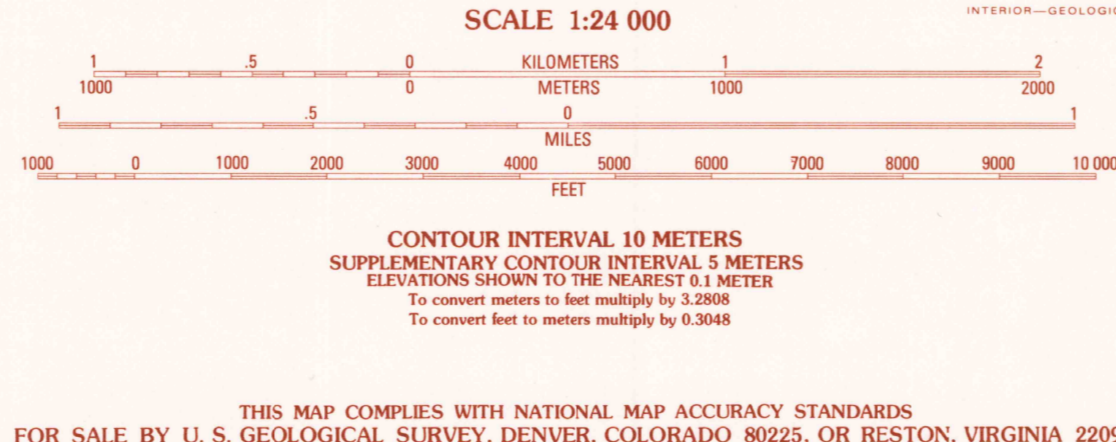 INTERIOR—GEOLOGIC
SCALE 1:24 000
1 .5 0 KILOMETERS 1 2
1000 0 METERS 1000 2000
1 .5 0 1
MILES
1000 0 1000 2000 3000 4000 5000 6000 7000 8000 9000 10 000
FEET
CONTOUR INTERVAL 10 METERS
SUPPLEMENTARY CONTOUR INTERVAL 5 METERS
ELEVATIONS SHOWN TO THE NEAREST 0.1 METER
To convert meters to feet multiply by 3.2808
To convert feet to meters multiply by 0.3048
THIS MAP COMPLIES WITH NATIONAL MAP ACCURACY STANDARDS
FOR SALE BY U. S. GEOLOGICAL SURVEY, DENVER, COLORADO 80225, OR RESTON, VIRGINIA 220